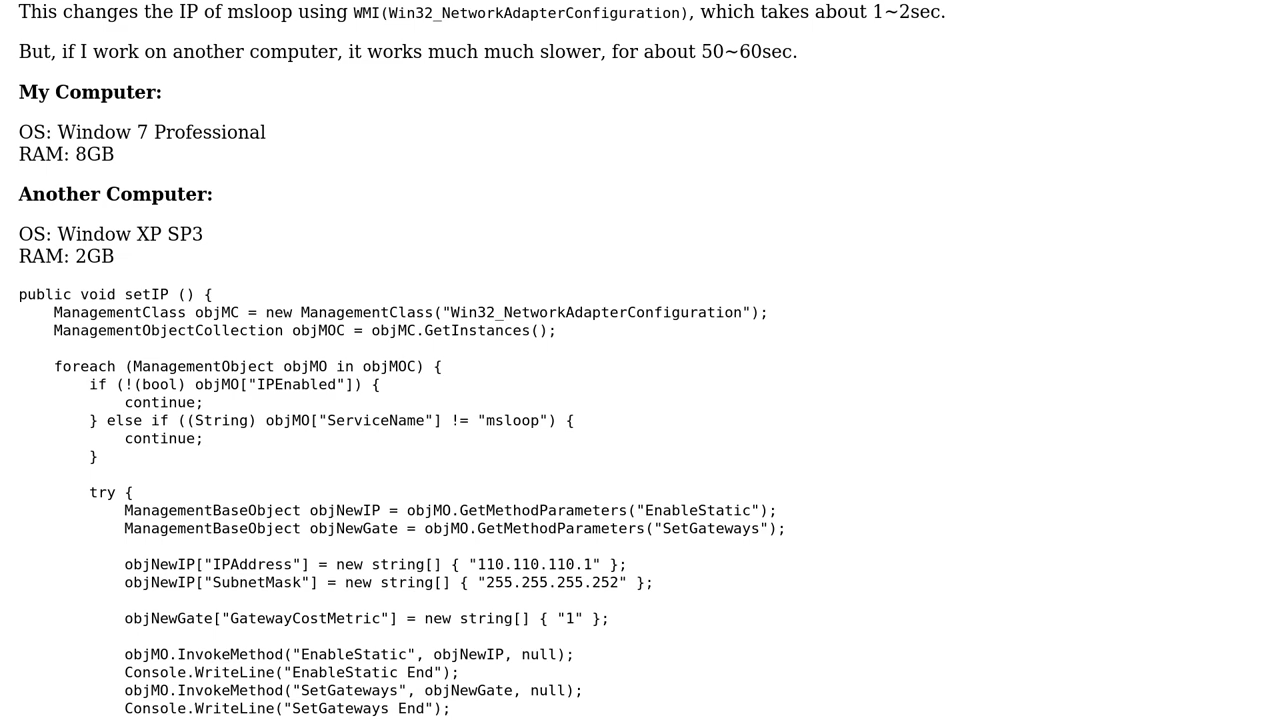 This changes the IP of msloop using WMI(Win32_NetworkAdapterConfiguration), which takes about 1~2sec.
But, if I work on another computer, it works much much slower, for about 50~60sec.
My Computer:
OS: Window 7 Professional
RAM: 8GB
Another Computer:
OS: Window XP SP3
RAM: 2GB
public void setIP () {
    ManagementClass objMC = new ManagementClass("Win32_NetworkAdapterConfiguration");
    ManagementObjectCollection objMOC = objMC.GetInstances();
    foreach (ManagementObject objMO in objMOC) {
        if (!(bool) objMO["IPEnabled"]) {
            continue;
        } else if ((String) objMO["ServiceName"] != "msloop") {
            continue;
        }
        try {
            ManagementBaseObject objNewIP = objMO.GetMethodParameters("EnableStatic");
            ManagementBaseObject objNewGate = objMO.GetMethodParameters("SetGateways");
            objNewIP["IPAddress"] = new string[] { "110.110.110.1" };
            objNewIP["SubnetMask"] = new string[] { "255.255.255.252" };
            objNewGate["GatewayCostMetric"] = new string[] { "1" };
            objMO.InvokeMethod("EnableStatic", objNewIP, null);
            Console.WriteLine("EnableStatic End");
            objMO.InvokeMethod("SetGateways", objNewGate, null);
            Console.WriteLine("SetGateways End");